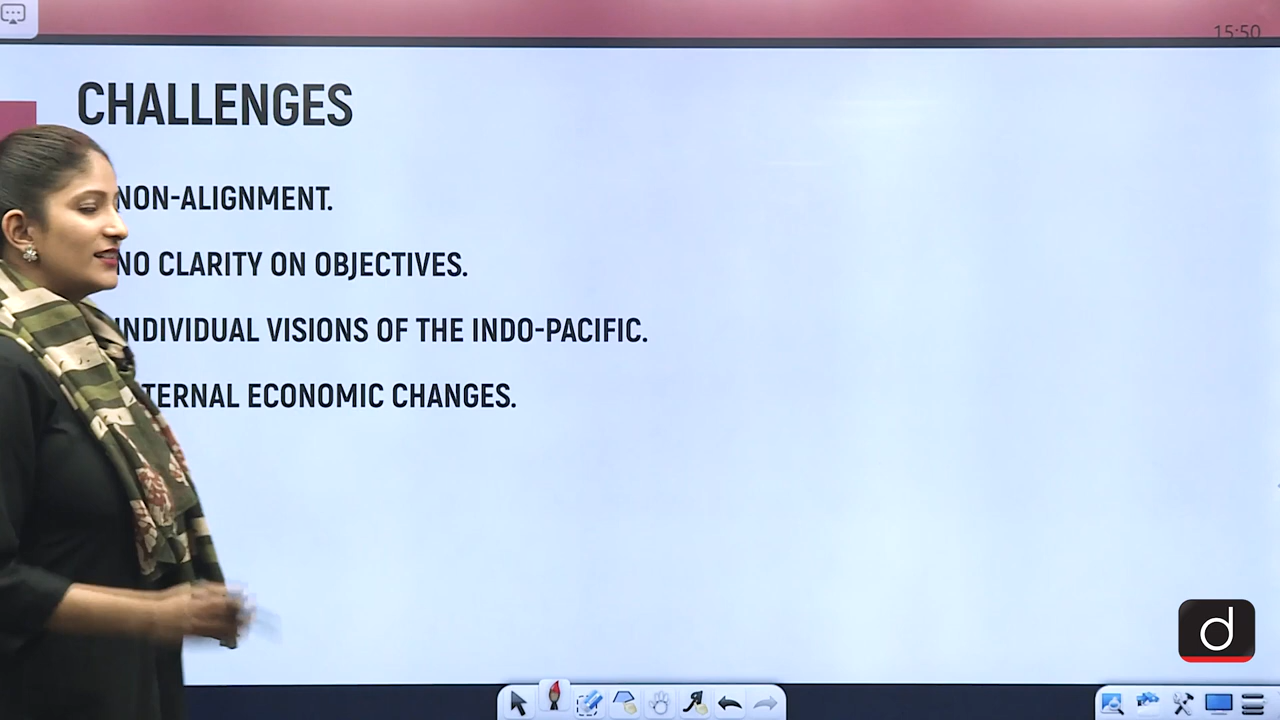 15:50
CHALLENGES
NON-ALIGNMENT.
NO CLARITY ON OBJECTIVES.
INDIVIDUAL VISIONS OF THE INDO-PACIFIC.
ECONOMIC CHANGES.
d